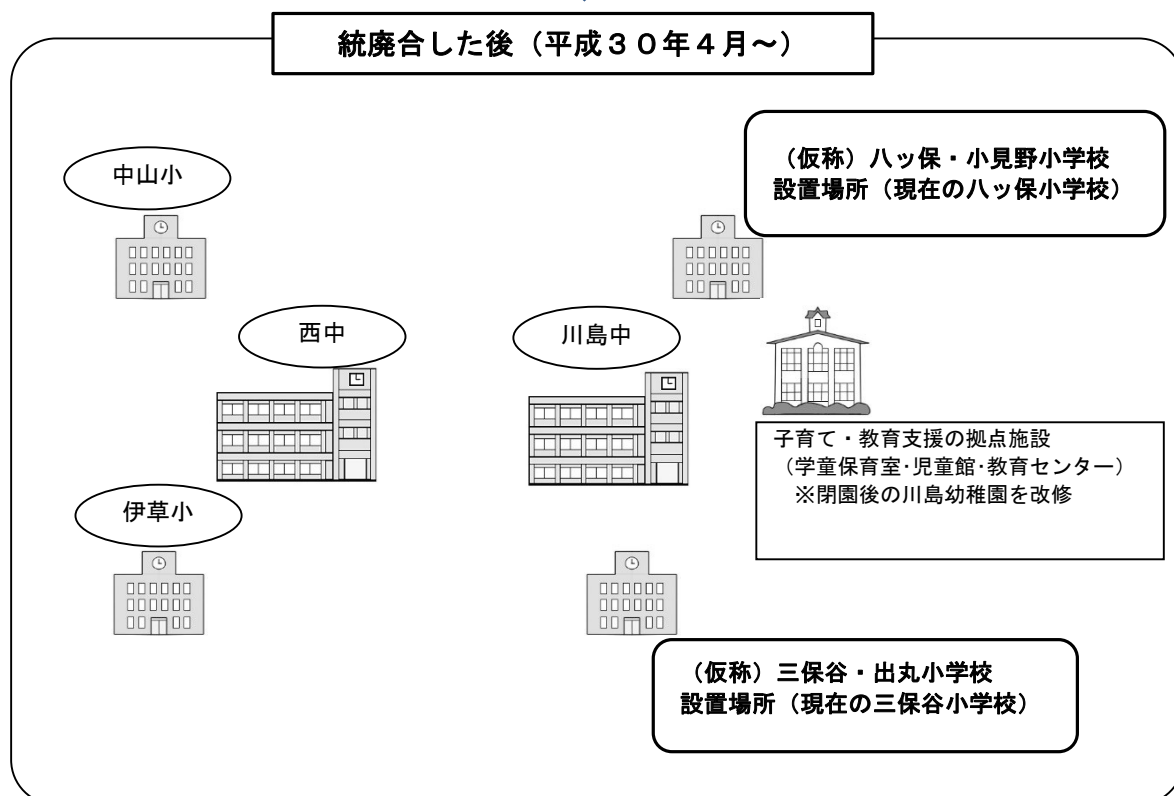 統廃合した後（平成３０年４月～）
中山小
（仮称）八ッ保・小見野小学校
設置場所（現在の八ッ保小学校）
西中
川島中
子育て・教育支援の拠点施設
（学童保育室･児童館･教育センター）
※閉園後の川島幼稚園を改修
伊草小
（仮称）三保谷・出丸小学校
設置場所（現在の三保谷小学校）